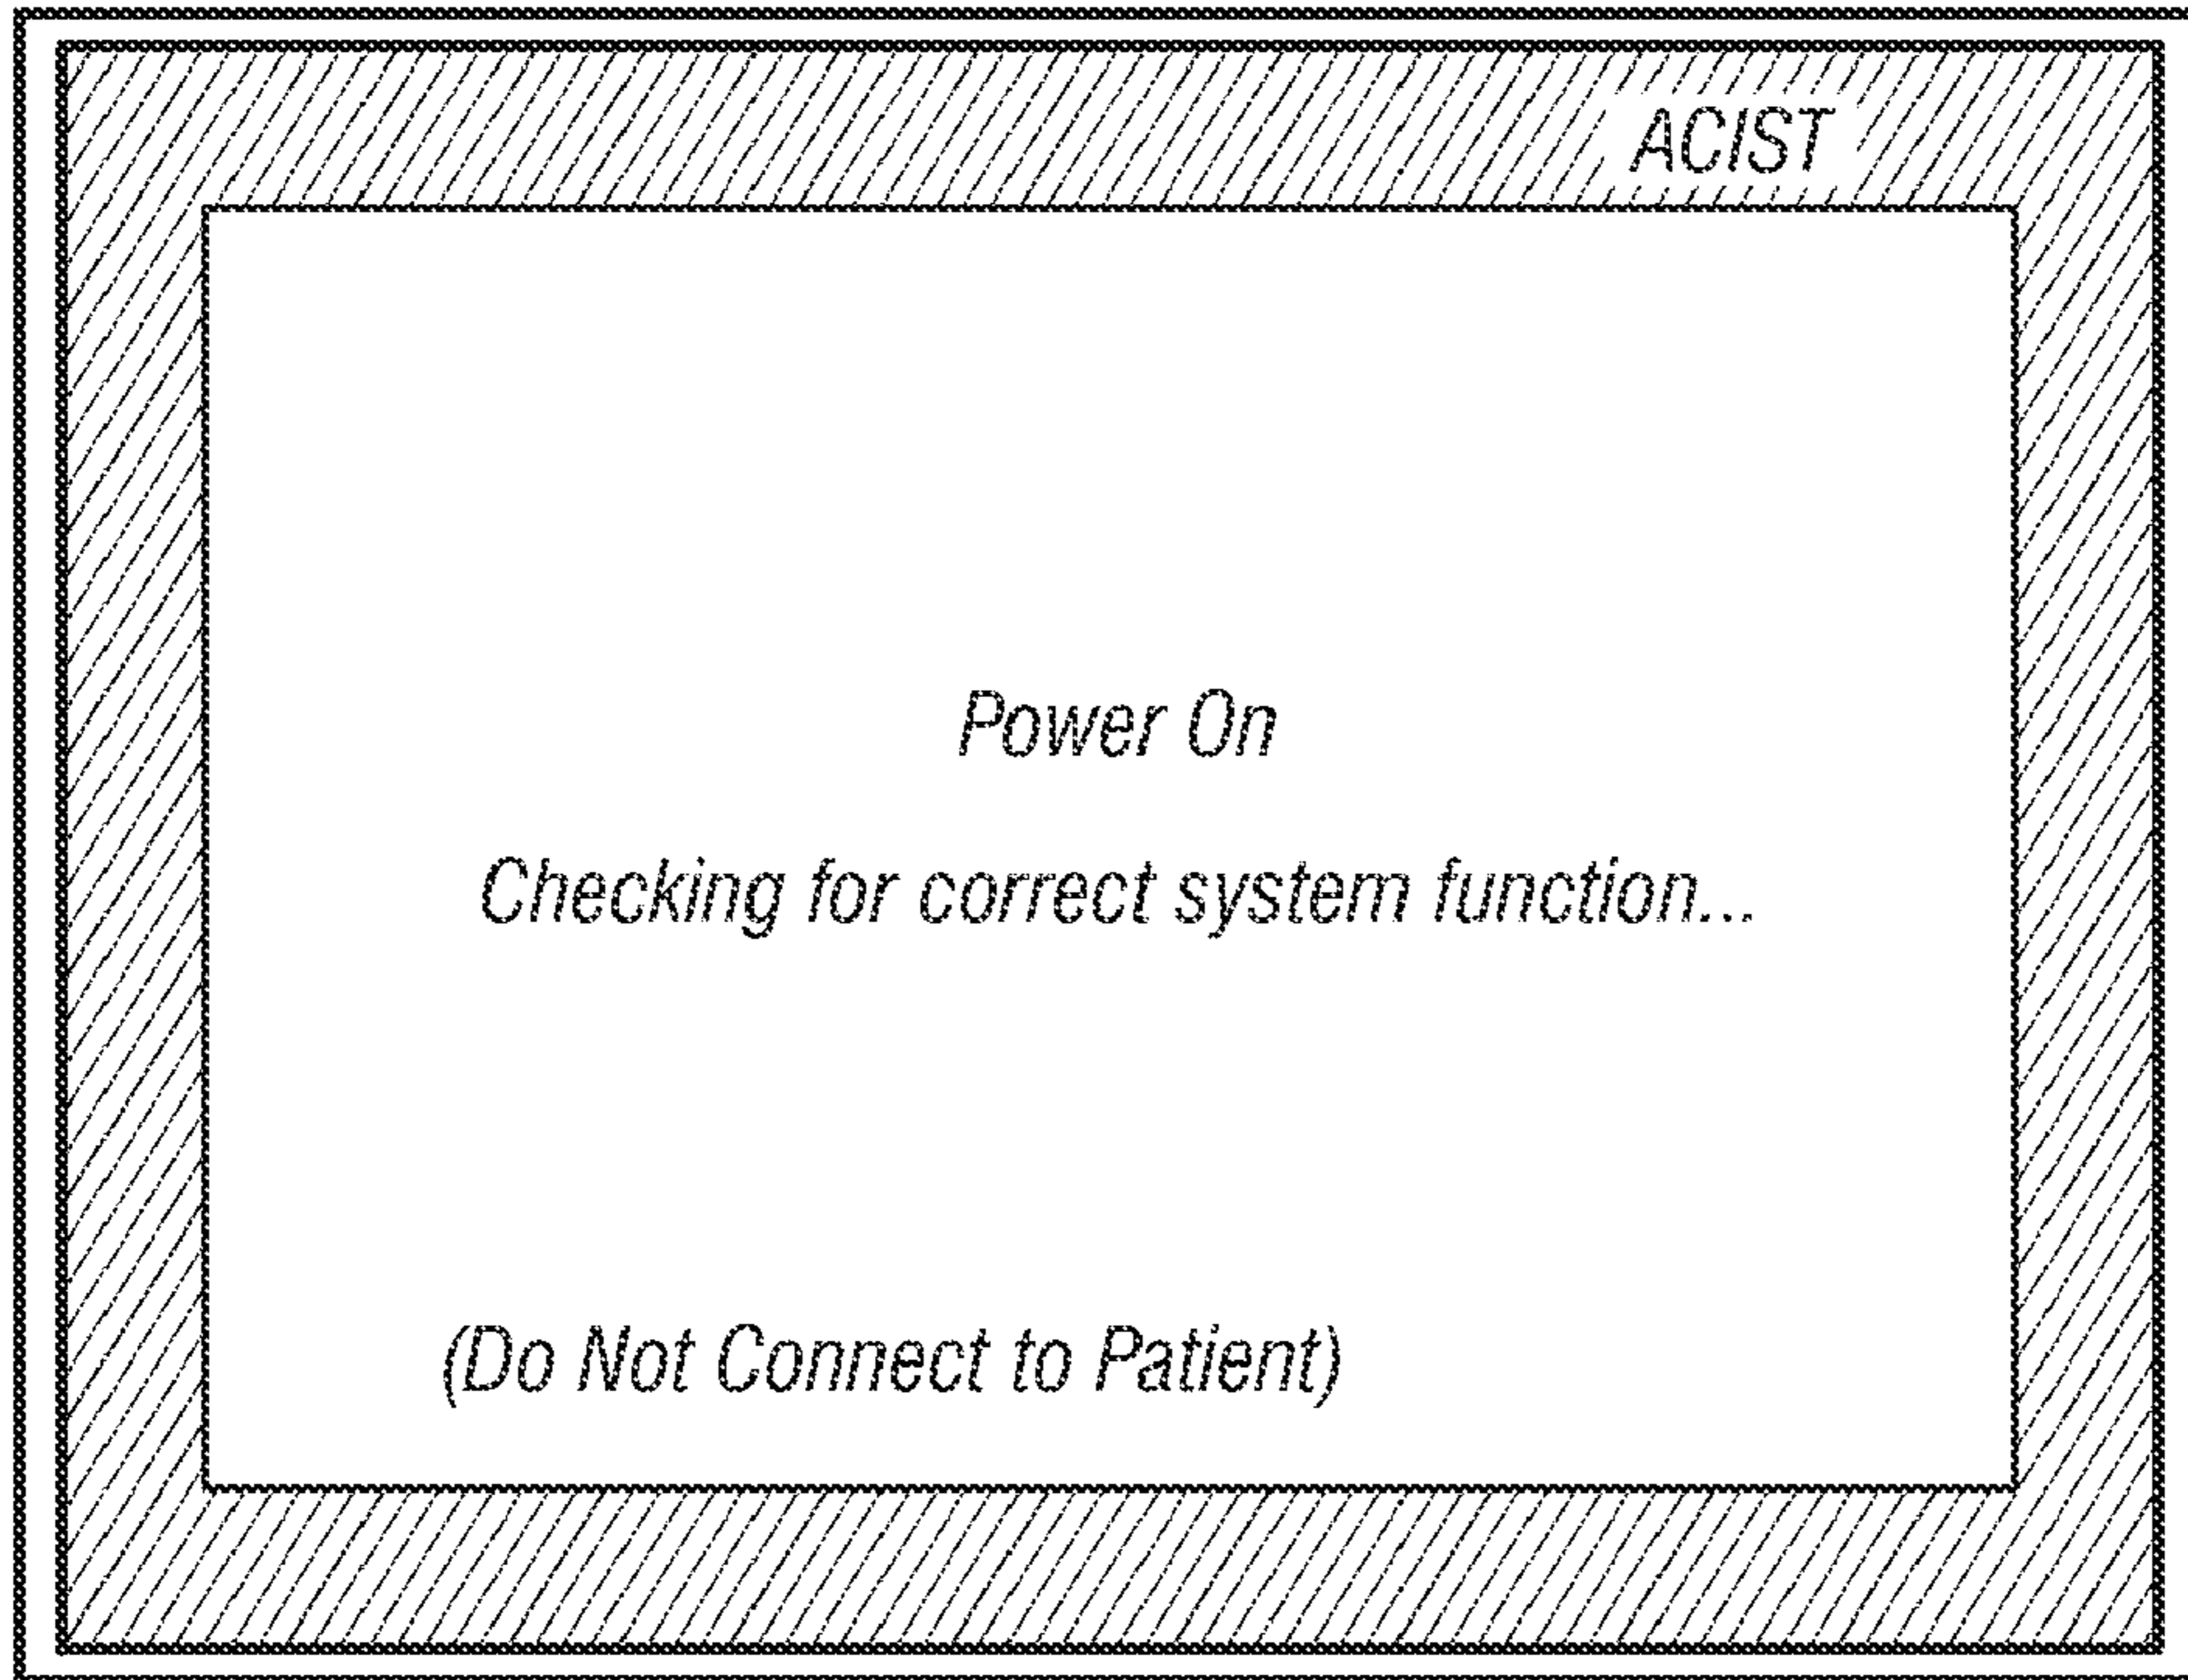 ACIST
Power On
Checking for correct system function...
(Do Not Connect to Patient)